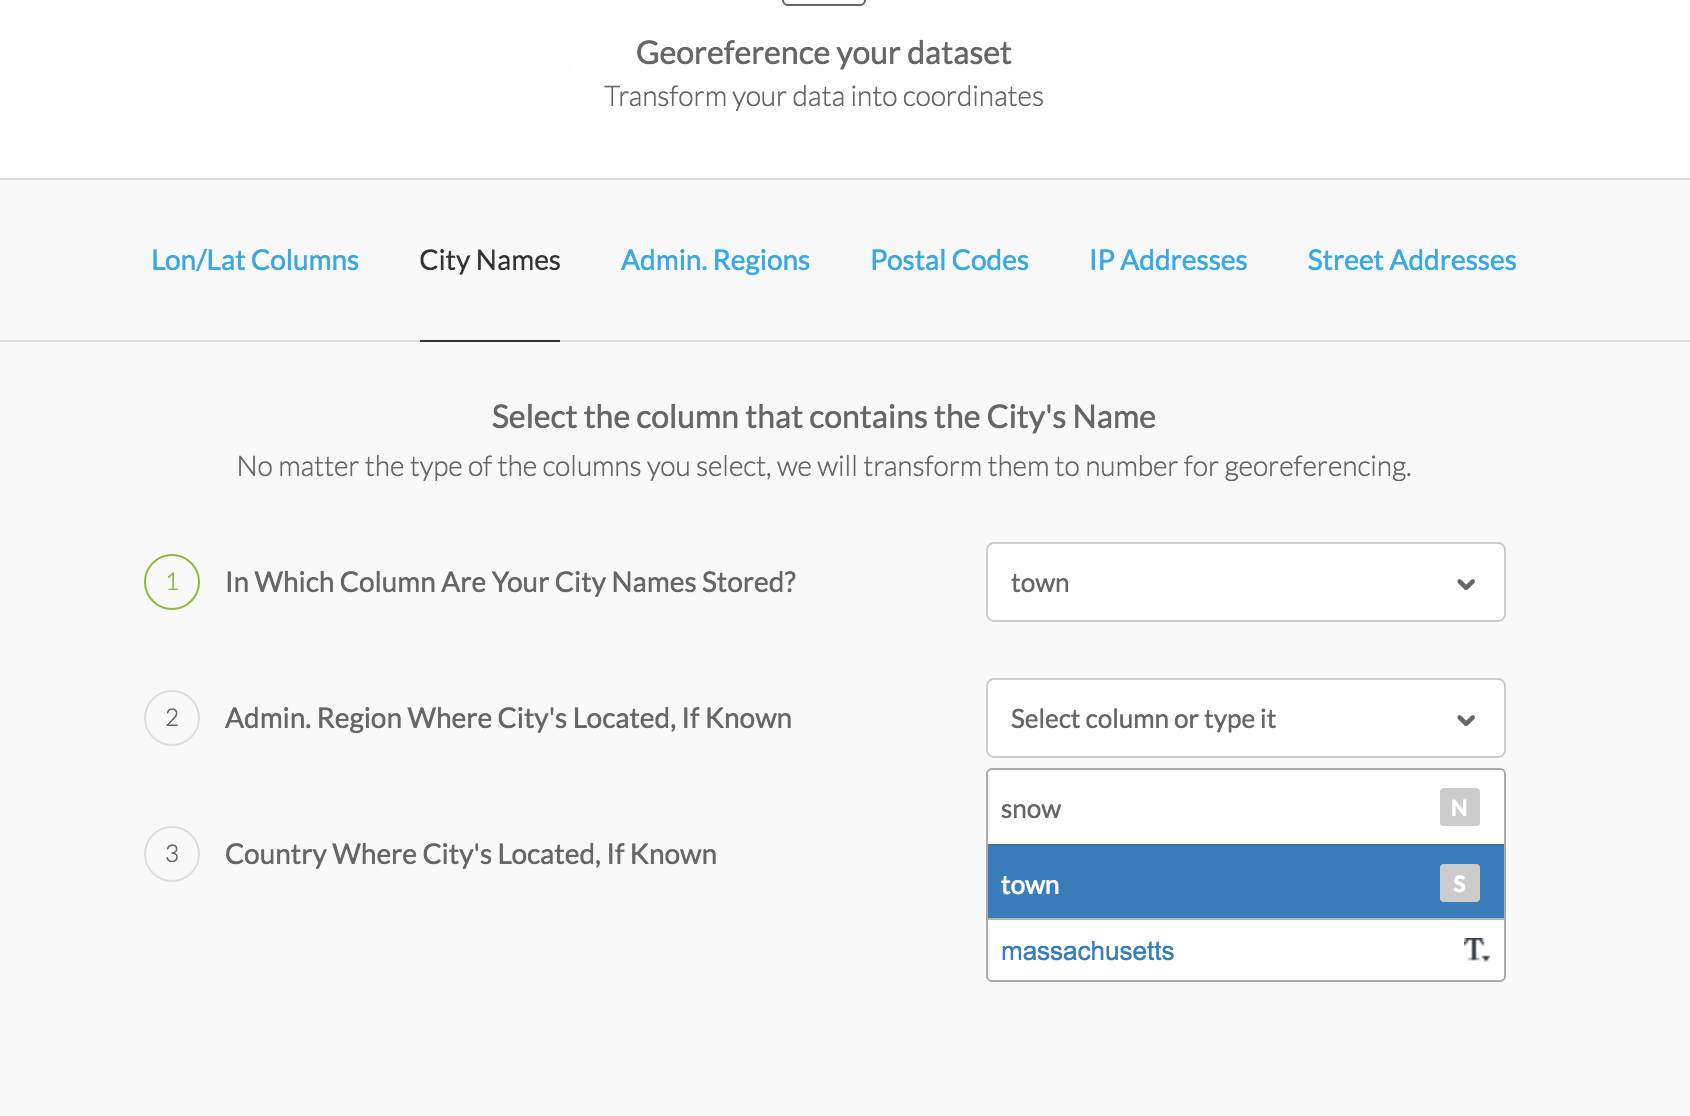 Georeference your dataset
Transform your data into coordinates
Lon/Lat Columns City Names Admin. Regions Postal Codes IP Addresses Street Addresses
Select the column that contains the City's Name
No matter the type of the columns you select, we will transform them to number for georeferencing.
1 In Which Column Are Your City Names Stored? town
2 Admin. Region Where City's Located, If Known Select column or type it
snow N
3 Country Where City's Located, If Known
town S
massachusetts T